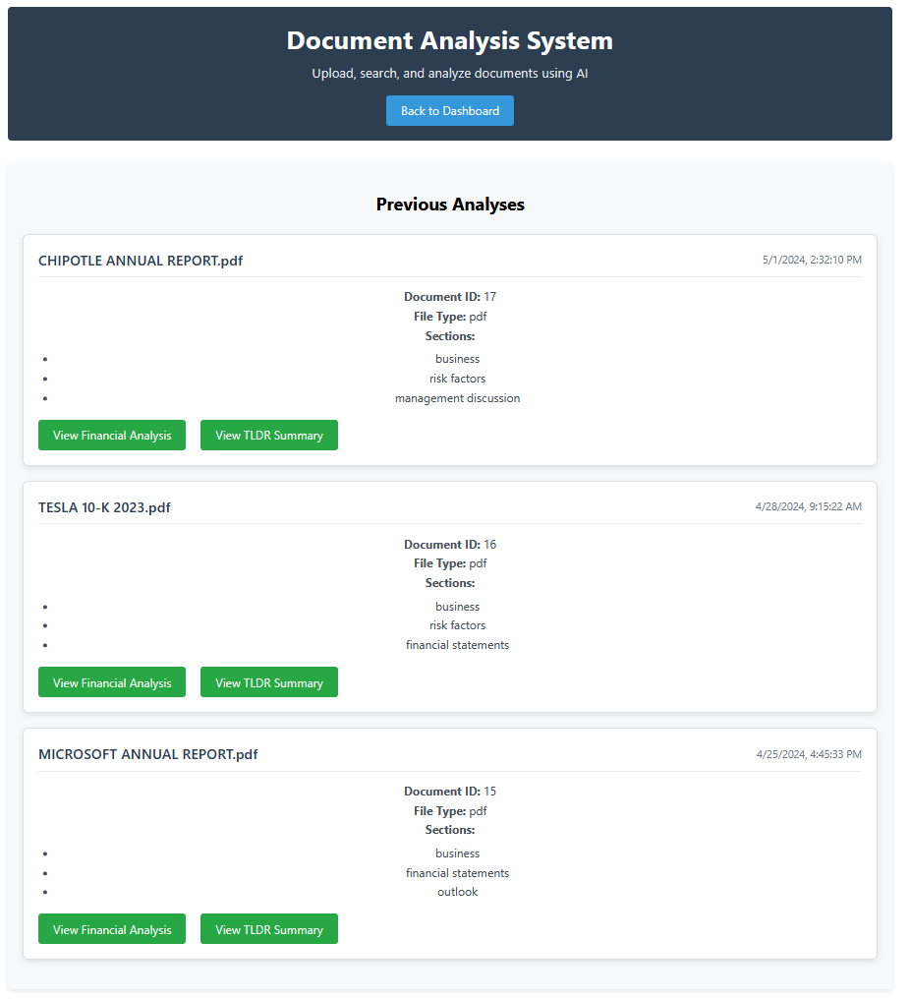 Document Analysis System
Upload, search, and analyze documents using AI
Back to Dashboard
Previous Analyses
CHIPOTLE ANNUAL REPORT.pdf
5/1/2024, 2:32:10 PM
Document ID: 17
File Type: pdf
Sections:
• business
• risk factors
• management discussion
View Financial Analysis
View TLDR Summary
TESLA 10-K 2023.pdf
4/28/2024, 9:15:22 AM
Document ID: 16
File Type: pdf
Sections:
• business
• risk factors
• financial statements
View Financial Analysis
View TLDR Summary
MICROSOFT ANNUAL REPORT.pdf
4/25/2024, 4:45:33 PM
Document ID: 15
File Type: pdf
Sections:
• business
• financial statements
• outlook
View Financial Analysis
View TLDR Summary